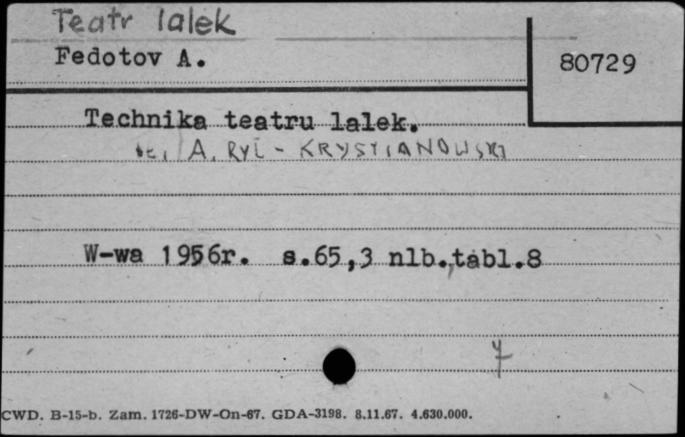 Teatr lalek
Fedotov A.
80729
Technika teatru lalek.
tł. A. RYL - KRYSTIANOWSKI
W-wa 1956r. s.65,3 nlb.,tabl.8
7
CWD. B-15-b. Zam. 1726-DW-On-67. GDA-3198. 8.11.67. 4.630.000.